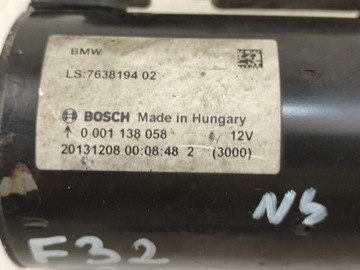 BMW
LS:7638194 02
BOSCH Made in Hungary
↑ 0 001 138 058 12V
20131208 00:08:48 2 (3000)
NS
F32